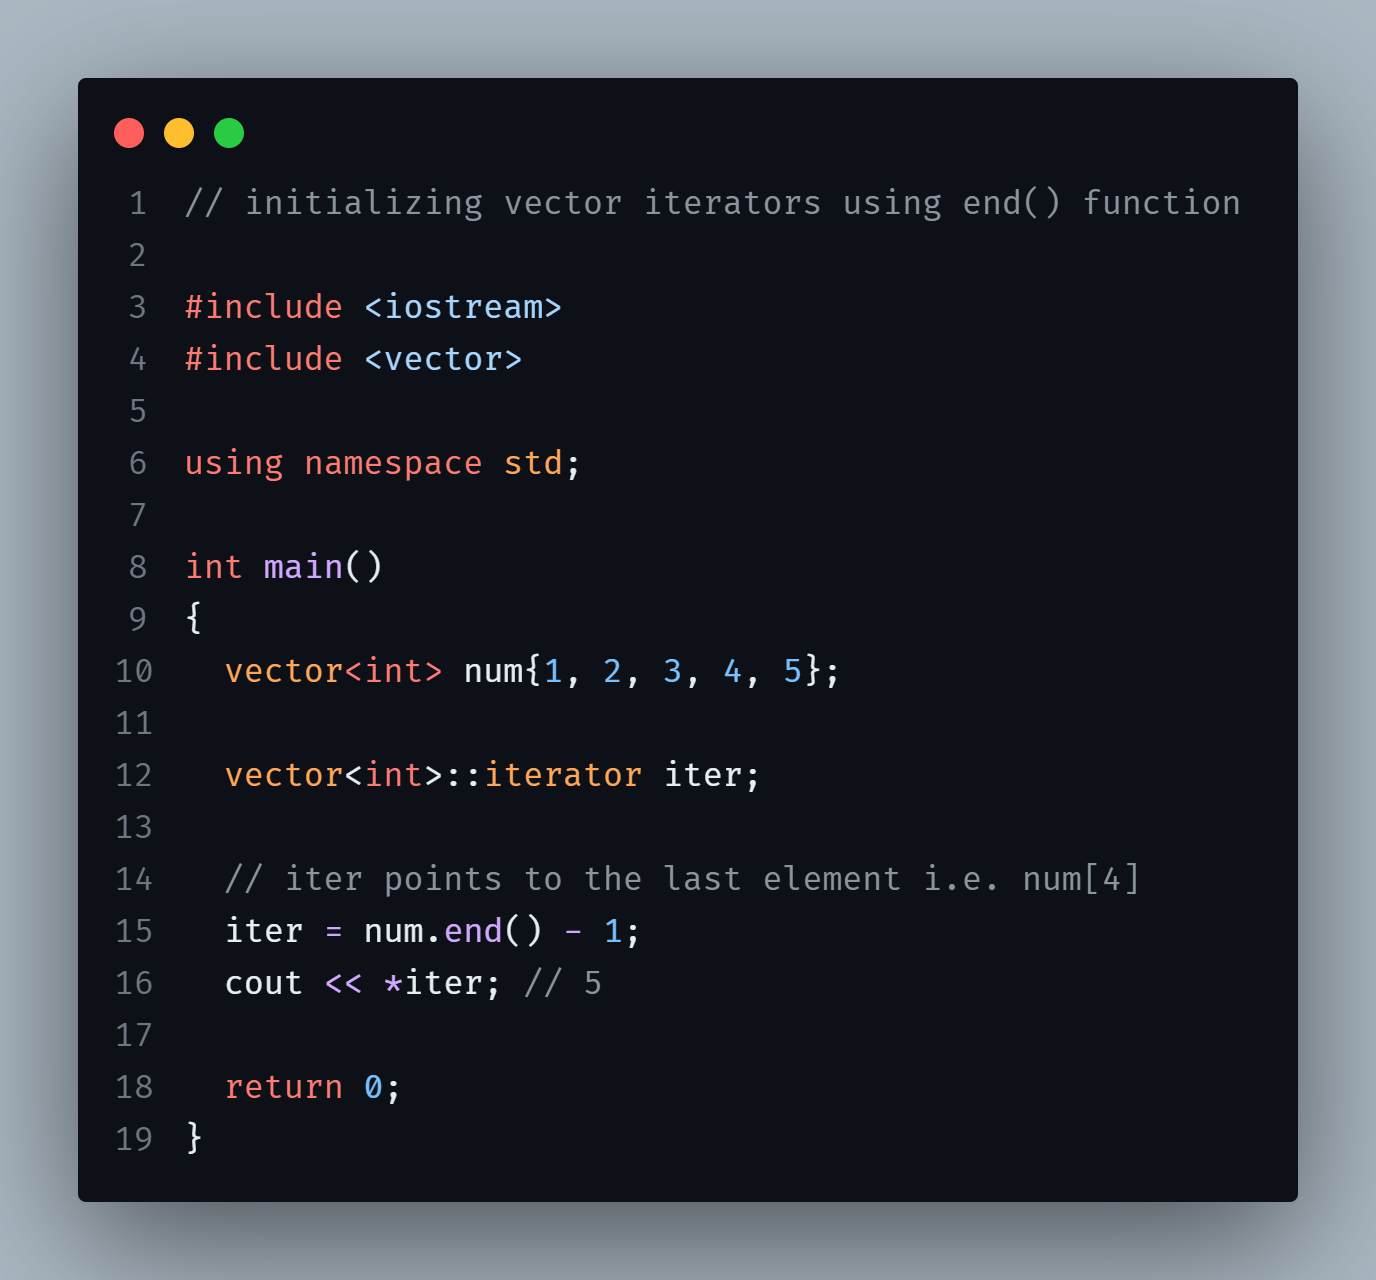 1 // initializing vector iterators using end() function
2
3 #include <iostream>
4 #include <vector>
5
6 using namespace std;
7
8 int main()
9 {
10   vector<int> num{1, 2, 3, 4, 5};
11
12   vector<int>::iterator iter;
13
14   // iter points to the last element i.e. num[4]
15   iter = num.end() - 1;
16   cout << *iter; // 5
17
18   return 0;
19 }